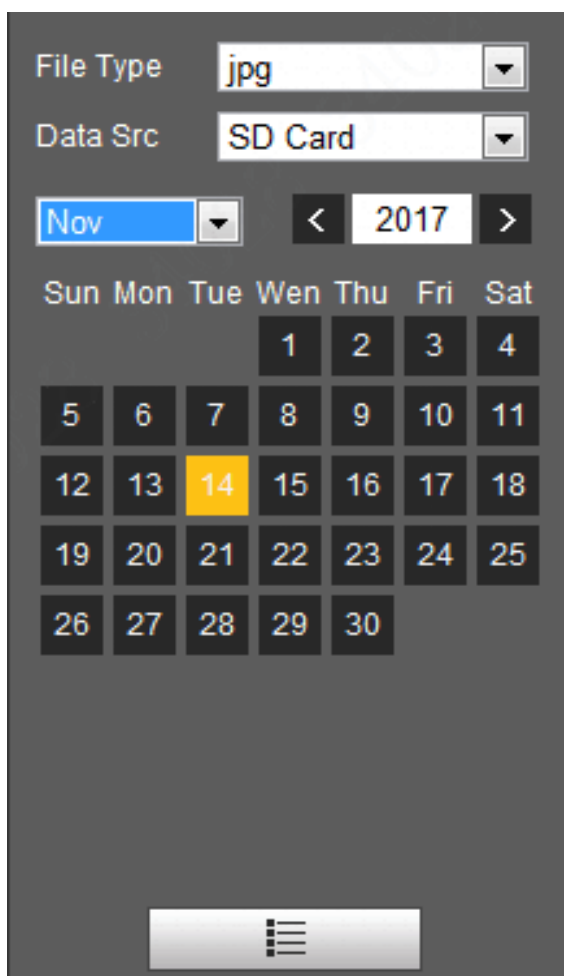 File Type jpg
Data Src SD Card
Nov < 2017 >
Sun Mon Tue Wen Thu Fri Sat
1 2 3 4
5 6 7 8 9 10 11
12 13 14 15 16 17 18
19 20 21 22 23 24 25
26 27 28 29 30